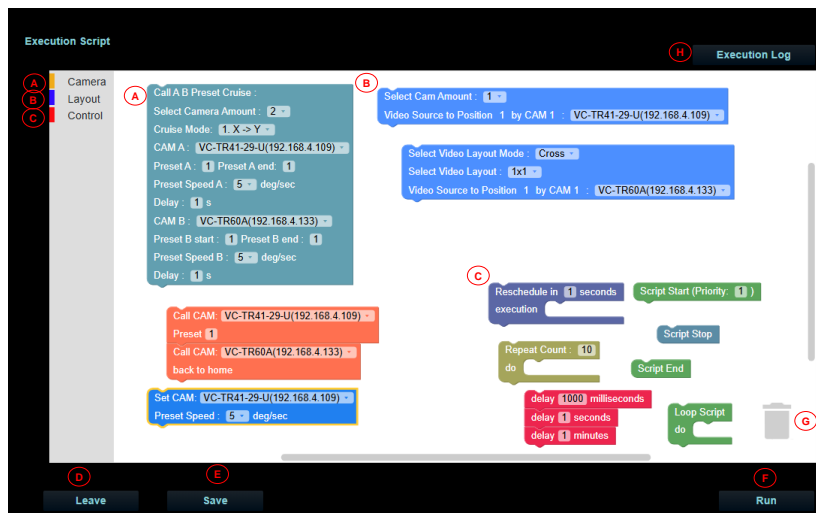 Execution Script
H
Execution Log
A
Camera
B
Layout
C
Control
A
Call A B Preset Cruise :
Select Camera Amount : 2
Cruise Mode: 1. X -> Y
CAM A : VC-TR41-29-U(192.168.4.109)
Preset A : 1 Preset A end: 1
Preset Speed A : 5 deg/sec
Delay : 1 s
CAM B : VC-TR60A(192.168.4.133)
Preset B start : 1 Preset B end : 1
Preset Speed B : 5 deg/sec
Delay : 1 s
Call CAM: VC-TR41-29-U(192.168.4.109)
Preset 1
Call CAM: VC-TR60A(192.168.4.133)
back to home
Set CAM: VC-TR41-29-U(192.168.4.109)
Preset Speed : 5 deg/sec
B
Select Cam Amount : 1
Video Source to Position 1 by CAM 1 : VC-TR41-29-U(192.168.4.109)
Select Video Layout Mode : Cross
Select Video Layout : 1x1
Video Source to Position 1 by CAM 1 : VC-TR60A(192.168.4.133)
C
Reschedule in 1 seconds
execution
Script Start (Priority: 1 )
Script Stop
Repeat Count : 10
do
Script End
delay 1000 milliseconds
delay 1 seconds
delay 1 minutes
Loop Script
do
G
D
Leave
E
Save
F
Run